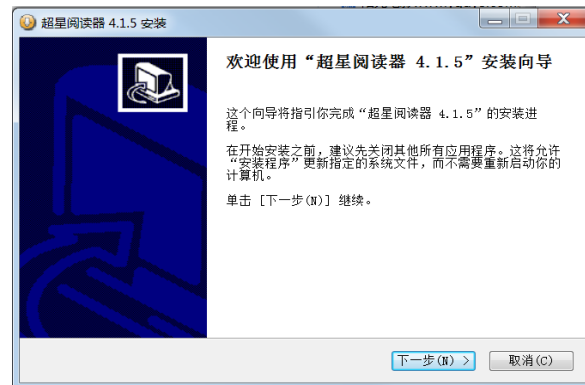 超星阅读器 4.1.5 安装
欢迎使用“超星阅读器 4.1.5”安装向导
这个向导将指引你完成“超星阅读器 4.1.5”的安装进
程。
在开始安装之前，建议先关闭其他所有应用程序。这将允许
“安装程序”更新指定的系统文件，而不需要重新启动你的
计算机。
单击 [下一步(N)] 继续。
下一步(N) >
取消(C)